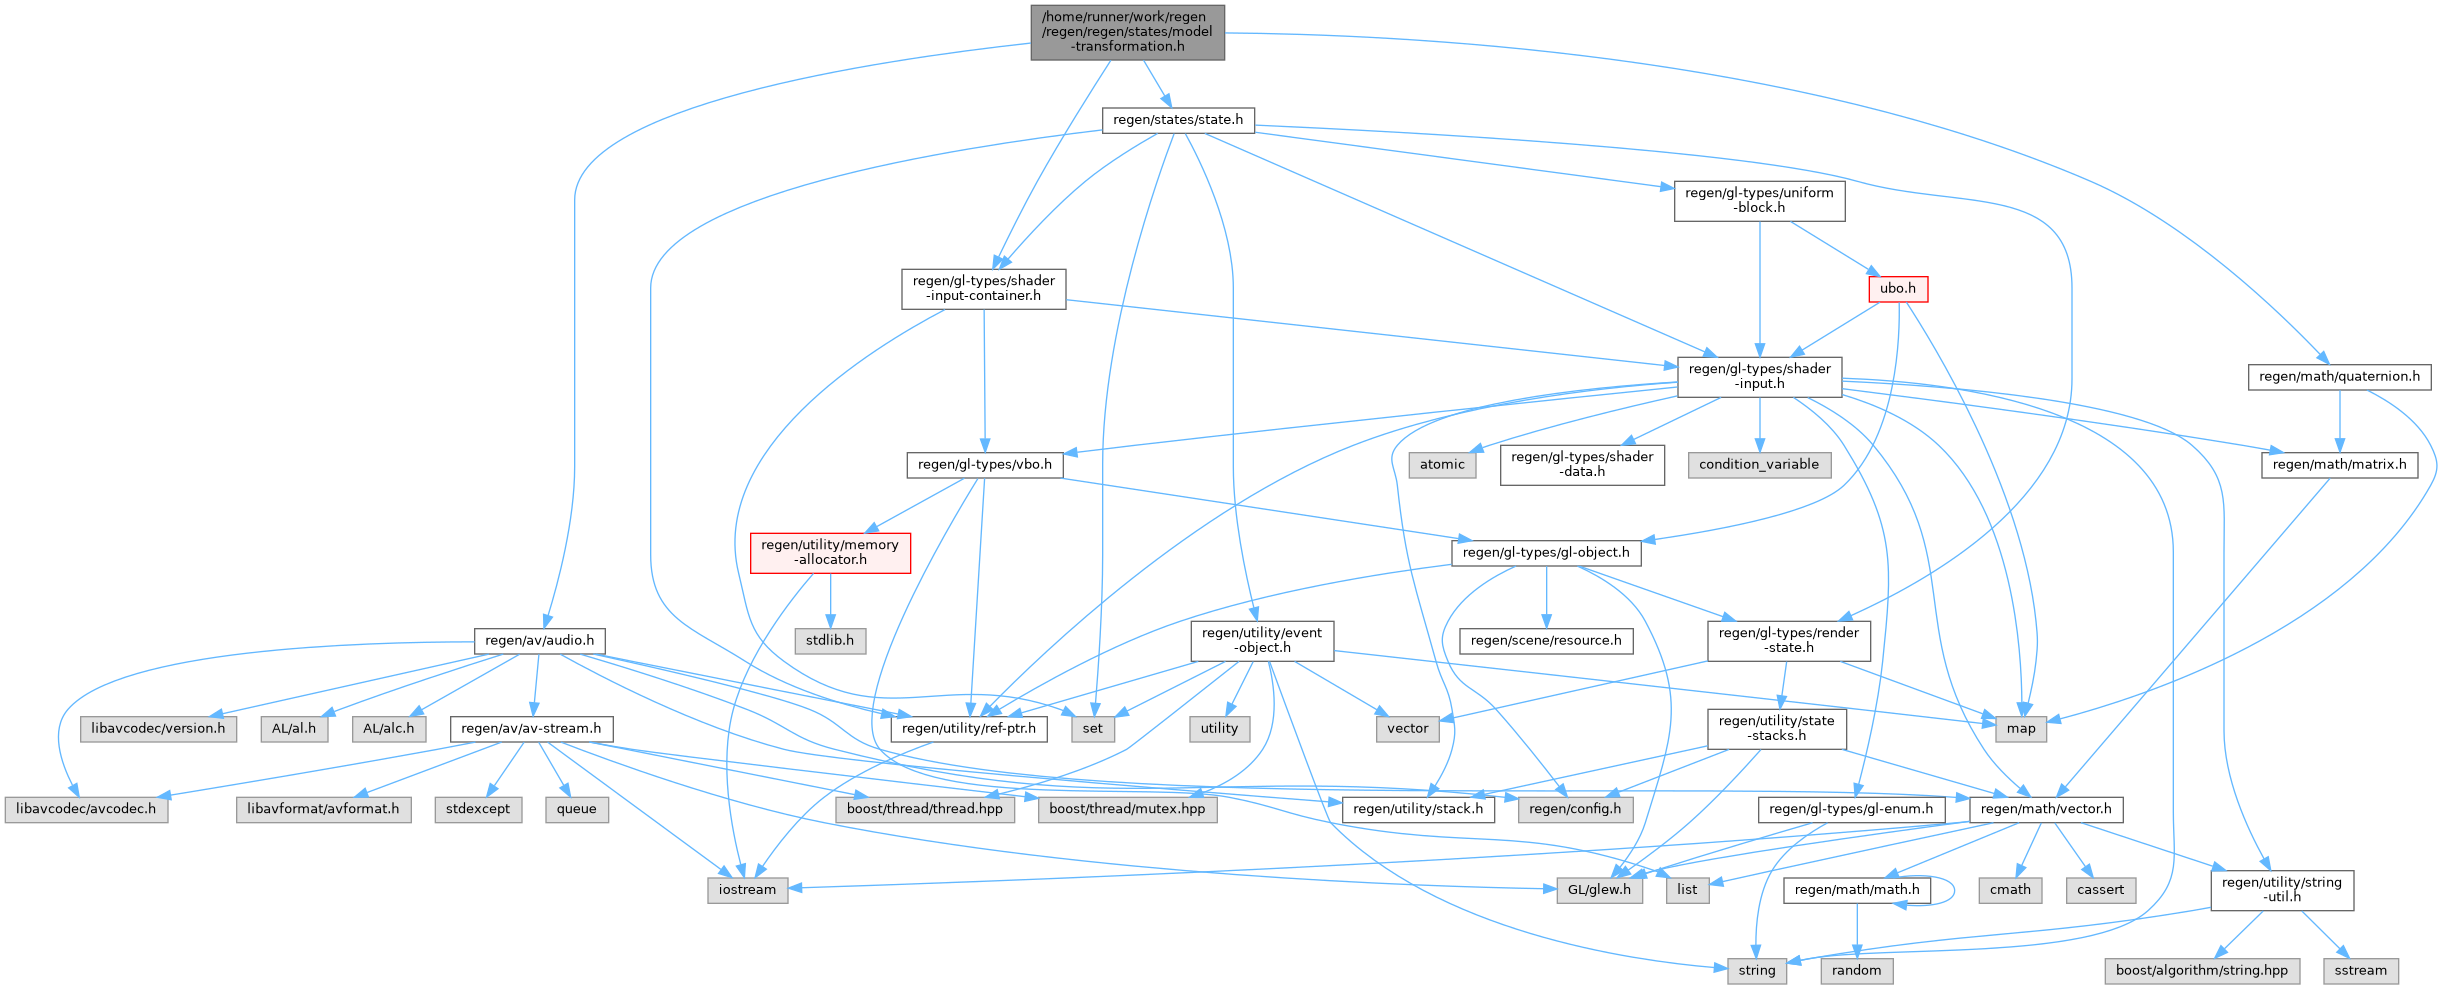 /home/runner/work/regen
/regen/regen/states/model
-transformation.h
regen/states/state.h
regen/gl-types/uniform
-block.h
regen/gl-types/shader
-input-container.h
ubo.h
regen/gl-types/shader
-input.h
regen/math/quaternion.h
regen/gl-types/vbo.h
atomic
regen/gl-types/shader
-data.h
condition_variable
regen/math/matrix.h
regen/utility/memory
-allocator.h
regen/gl-types/gl-object.h
regen/av/audio.h
stdlib.h
regen/utility/event
-object.h
regen/scene/resource.h
regen/gl-types/render
-state.h
libavcodec/version.h
AL/al.h
AL/alc.h
regen/av/av-stream.h
regen/utility/ref-ptr.h
set
utility
vector
regen/utility/state
-stacks.h
map
libavcodec/avcodec.h
libavformat/avformat.h
stdexcept
queue
boost/thread/thread.hpp
boost/thread/mutex.hpp
regen/utility/stack.h
regen/config.h
regen/gl-types/gl-enum.h
regen/math/vector.h
iostream
GL/glew.h
list
regen/math/math.h
cmath
cassert
regen/utility/string
-util.h
string
random
boost/algorithm/string.hpp
sstream